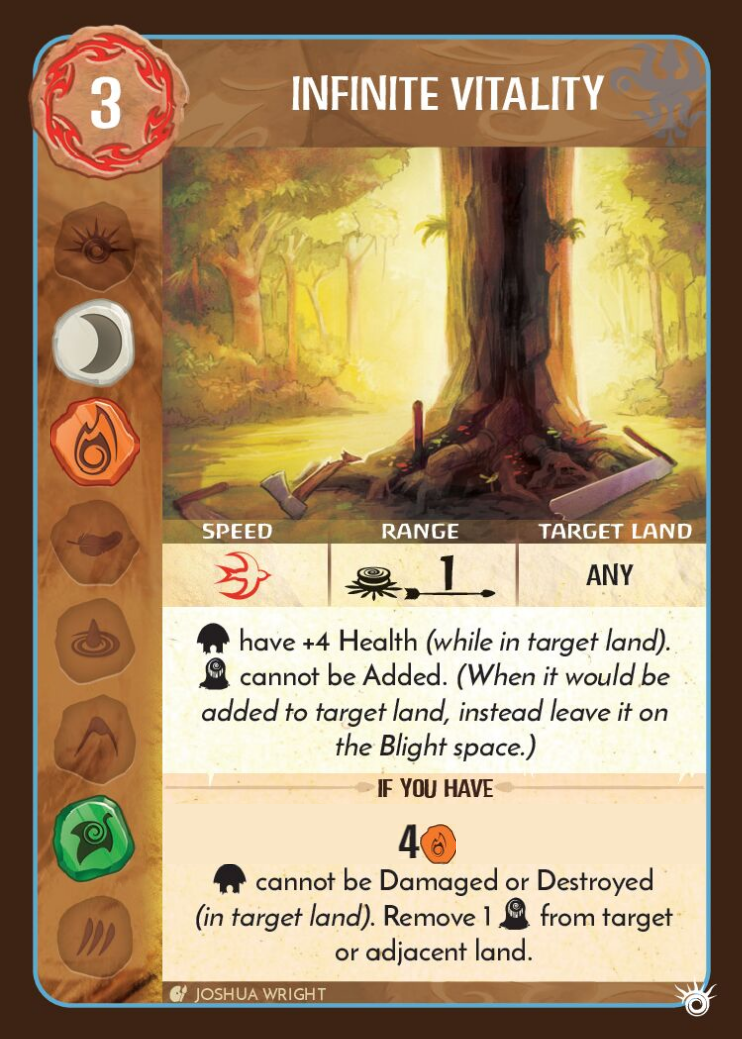 3
INFINITE VITALITY
SPEED RANGE TARGET LAND
1 ANY
have +4 Health (while in target land).
cannot be Added. (When it would be
added to target land, instead leave it on
the Blight space.)
IF YOU HAVE
4
cannot be Damaged or Destroyed
(in target land). Remove 1 from target
or adjacent land.
JOSHUA WRIGHT